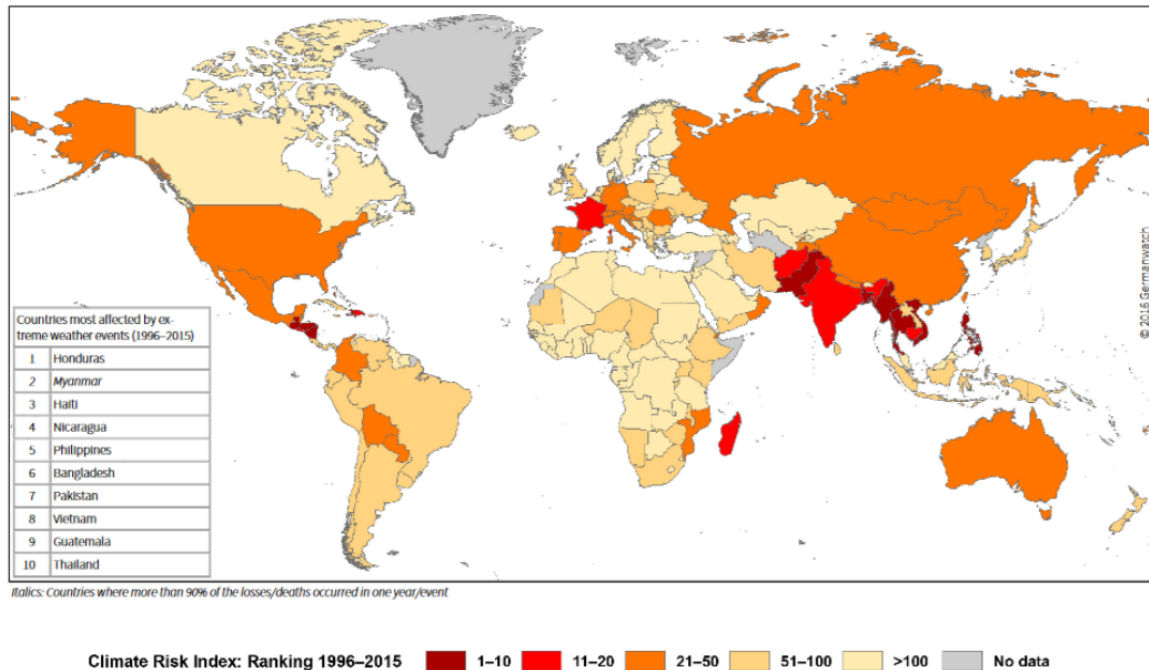 © 2016 Germanwatch
Countries most affected by ex-
treme weather events (1996–2015)
1 Honduras
2 Myanmar
3 Haiti
4 Nicaragua
5 Philippines
6 Bangladesh
7 Pakistan
8 Vietnam
9 Guatemala
10 Thailand
Italics: Countries where more than 90% of the losses/deaths occurred in one year/event
Climate Risk Index: Ranking 1996–2015 1–10 11–20 21–50 51–100 >100 No data